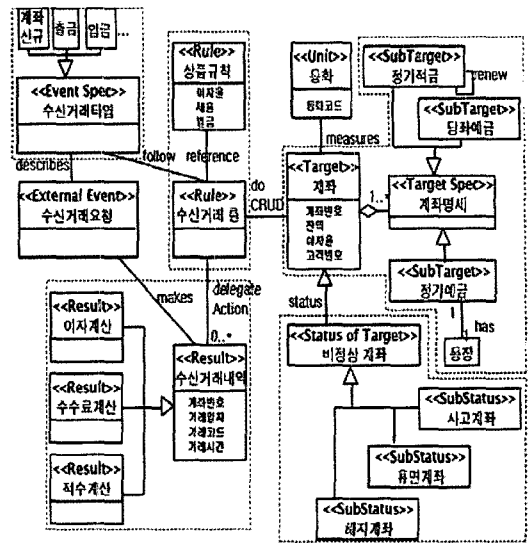 계좌
신규
출금
입금
...
<<Event Spec>>
수신거래타입
describes
follow
<<External Event>>
수신거래요청
makes
<<Rule>>
상품규칙
이자율
세율
reference
<<Rule>>
수신거래
do
CRUD
delegate
Action
0..*
<<Unit>>
통화
통화코드
measures
<<Target>>
계좌
계좌번호
잔액
이자율
고객번호
1..*
<<SubTarget>>
정기적금
renew
<<SubTarget>>
<<Target Spec>>
계좌명세
<<SubTarget>>
정기예금
1
has
1
통장
status
<<Status of Target>>
비정상 계좌
<<SubStatus>>
사고계좌
<<SubStatus>>
휴면계좌
<<SubStatus>>
해지계좌
<<Result>>
이자계산
<<Result>>
수수료계산
<<Result>>
적수계산
<<Result>>
수신거래내역
계좌번호
거래일자
거래코드
거래시간